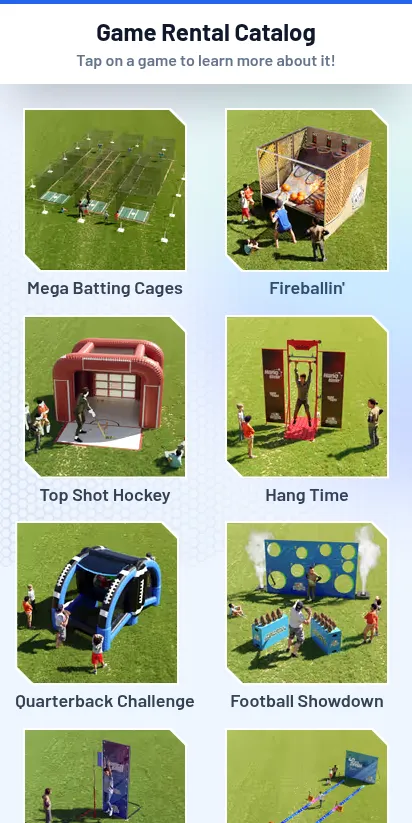 Game Rental Catalog
Tap on a game to learn more about it!
Mega Batting Cages
Fireballin'
Top Shot Hockey
Hang Time
Quarterback Challenge
Football Showdown